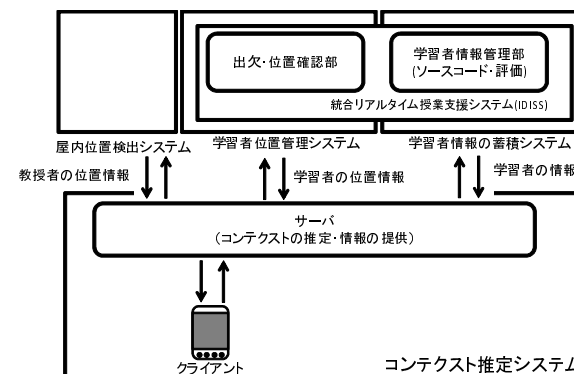 出欠・位置確認部
学習者情報管理部
(ソースコード・評価)
統合リアルタイム授業支援システム(IDISS)
屋内位置検出システム
学習者位置管理システム
学習者情報の蓄積システム
教授者の位置情報
学習者の位置情報
学習者の情報
サーバ
(コンテクストの推定・情報の提供)
クライアント
コンテクスト推定システム